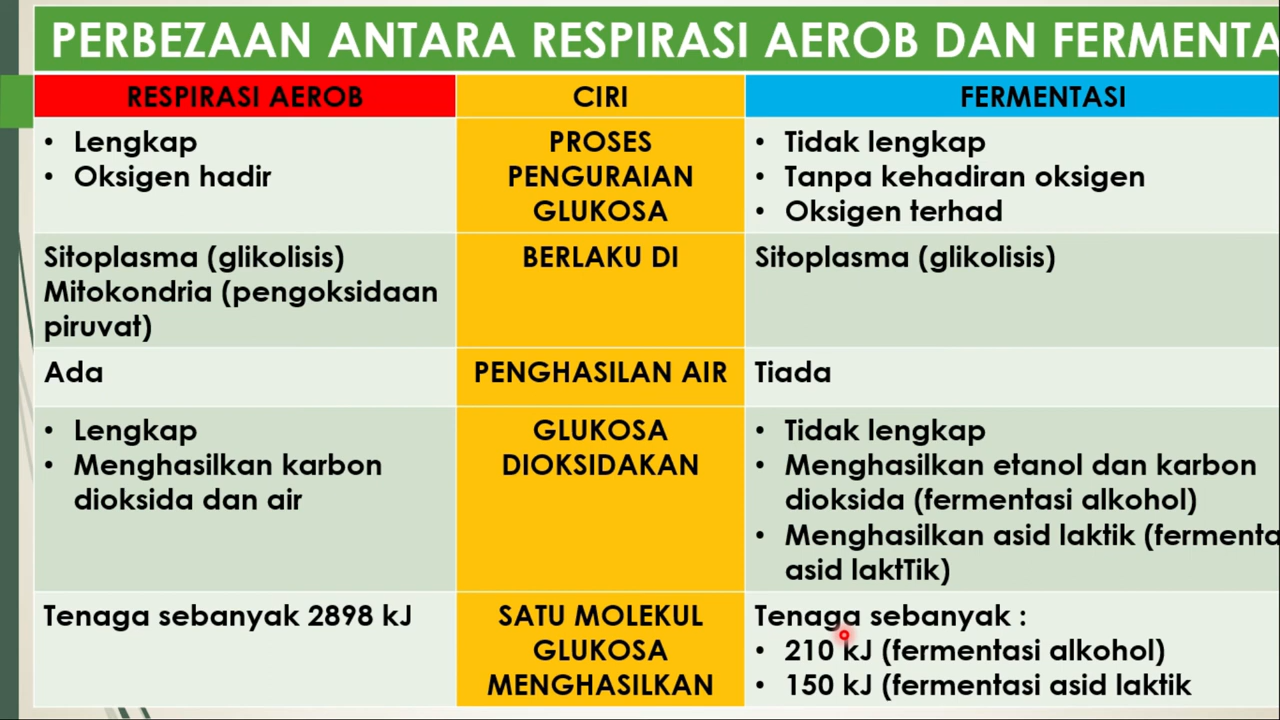 PERBEZAAN ANTARA RESPIRASI AEROB DAN FERMENTA
RESPIRASI AEROB
CIRI
FERMENTASI
• Lengkap
• Oksigen hadir
PROSES
PENGURAIAN
GLUKOSA
• Tidak lengkap
• Tanpa kehadiran oksigen
• Oksigen terhad
Sitoplasma (glikolisis)
Mitokondria (pengoksidaan
piruvat)
BERLAKU DI
Sitoplasma (glikolisis)
Ada
PENGHASILAN AIR
Tiada
• Lengkap
• Menghasilkan karbon
dioksida dan air
GLUKOSA
DIOKSIDAKAN
• Tidak lengkap
• Menghasilkan etanol dan karbon
dioksida (fermentasi alkohol)
• Menghasilkan asid laktik (fermenta
asid laktTik)
Tenaga sebanyak 2898 kJ
SATU MOLEKUL
GLUKOSA
MENGHASILKAN
Tenaga sebanyak :
• 210 kJ (fermentasi alkohol)
• 150 kJ (fermentasi asid laktik